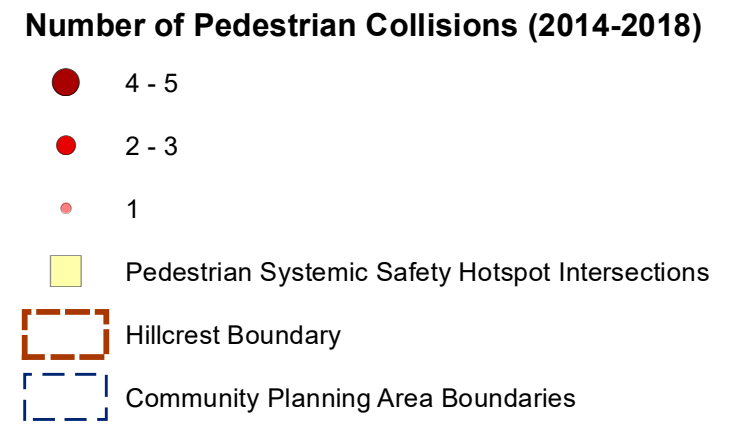 Number of Pedestrian Collisions (2014-2018)
4 - 5
2 - 3
1
Pedestrian Systemic Safety Hotspot Intersections
Hillcrest Boundary
Community Planning Area Boundaries